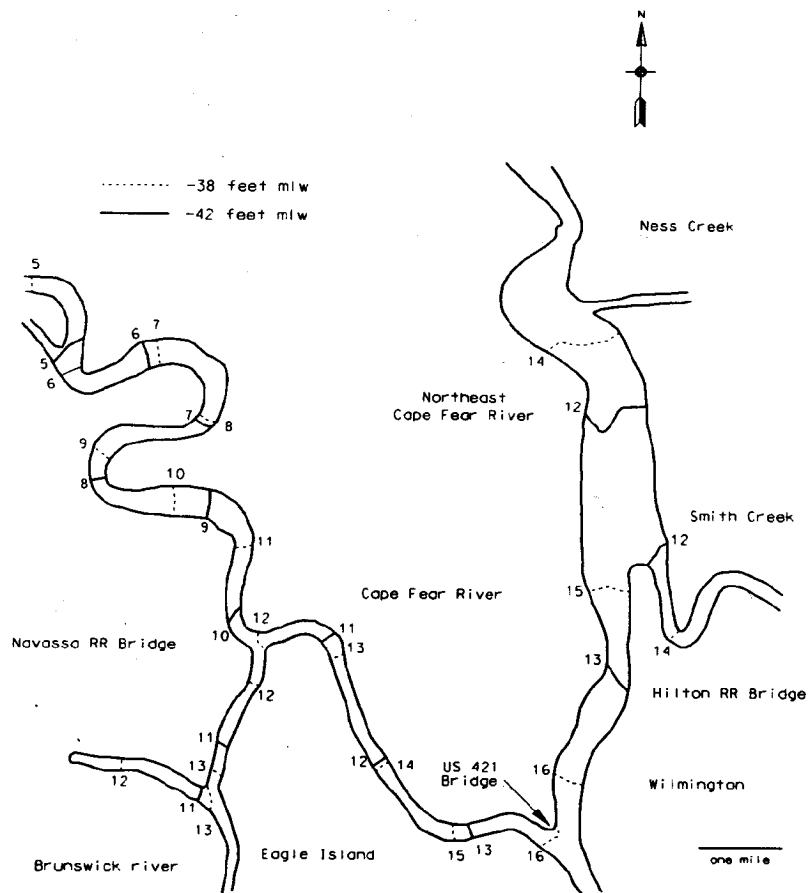 N
-38 feet mlw
-42 feet mlw
Ness Creek
5
6
7
5
6
14
Northeast
Cape Fear River
12
7
8
9
8
10
9
Smith Creek
12
11
15
Cape Fear River
12
11
10
13
Navassa RR Bridge
14
13
12
Hilton RR Bridge
11
13
12
14
US 421
Bridge
16
Wilmington
12
11
13
15
13
16
Eagle Island
one mile
Brunswick river